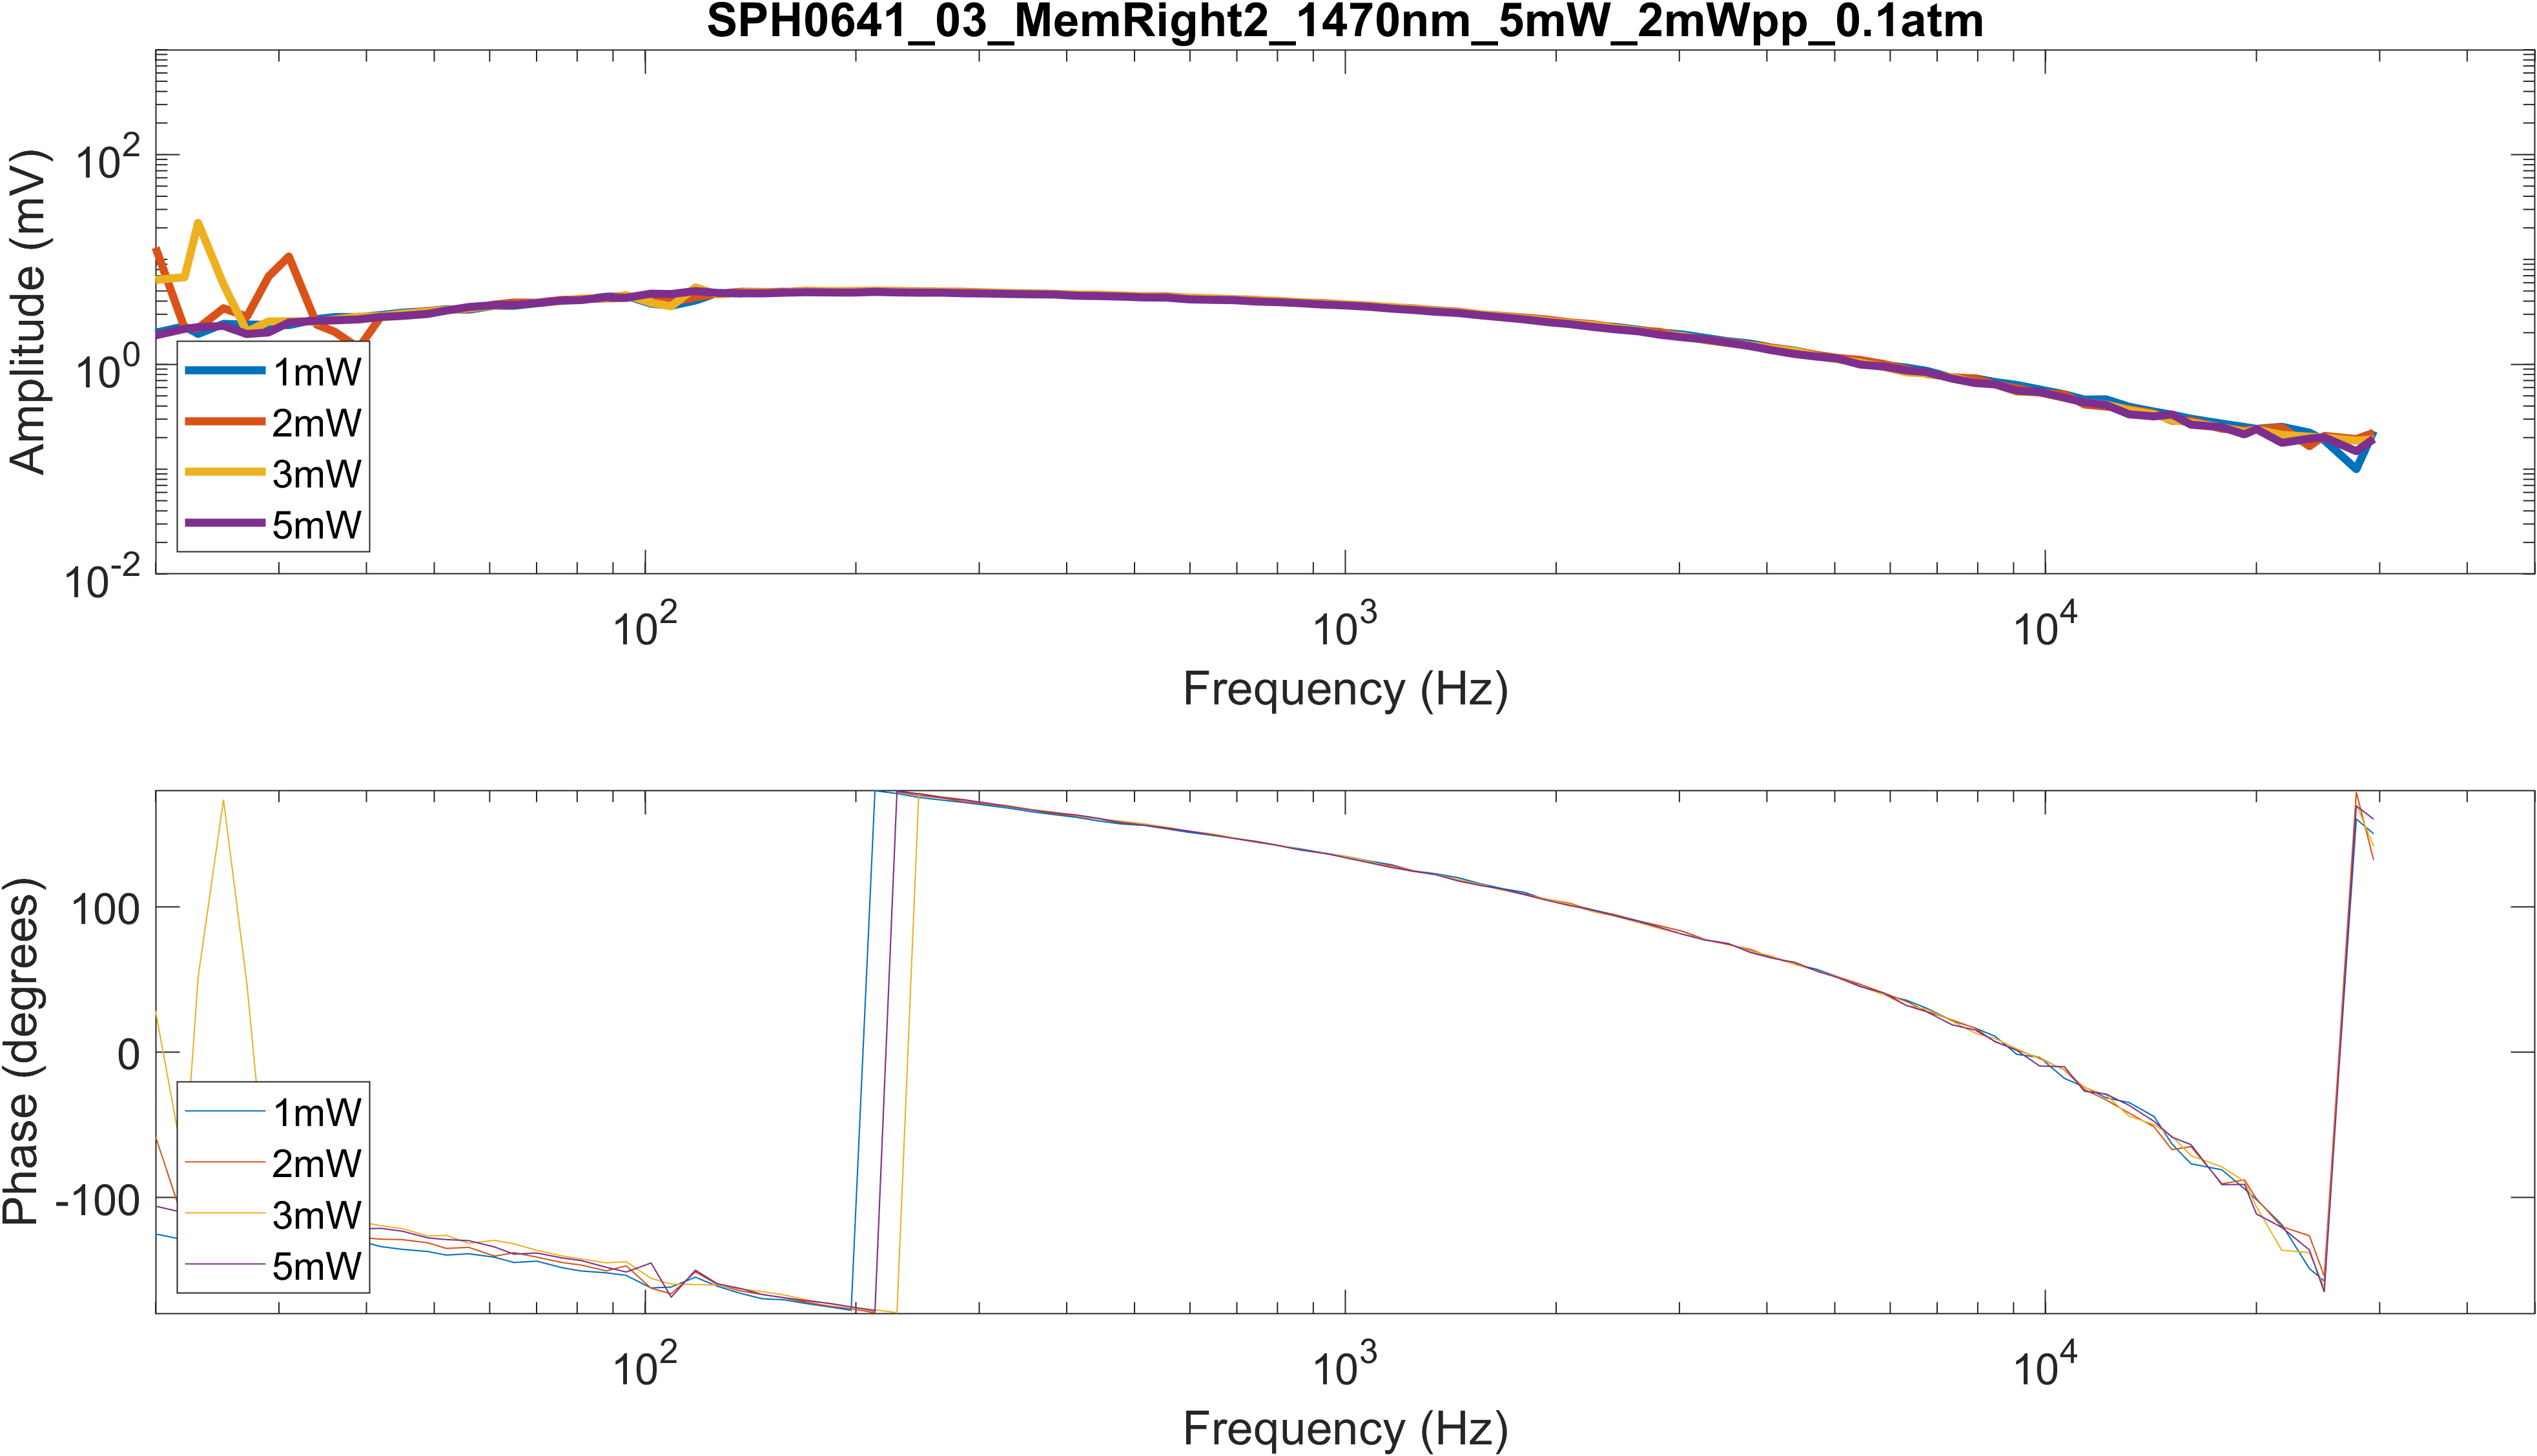 SPH0641_03_MemRight2_1470nm_5mW_2mWpp_0.1atm
Amplitude (mV)
10^2
10^0
10^-2
1mW
2mW
3mW
5mW
10^2
10^3
10^4
Frequency (Hz)
Phase (degrees)
100
0
-100
1mW
2mW
3mW
5mW
10^2
10^3
10^4
Frequency (Hz)